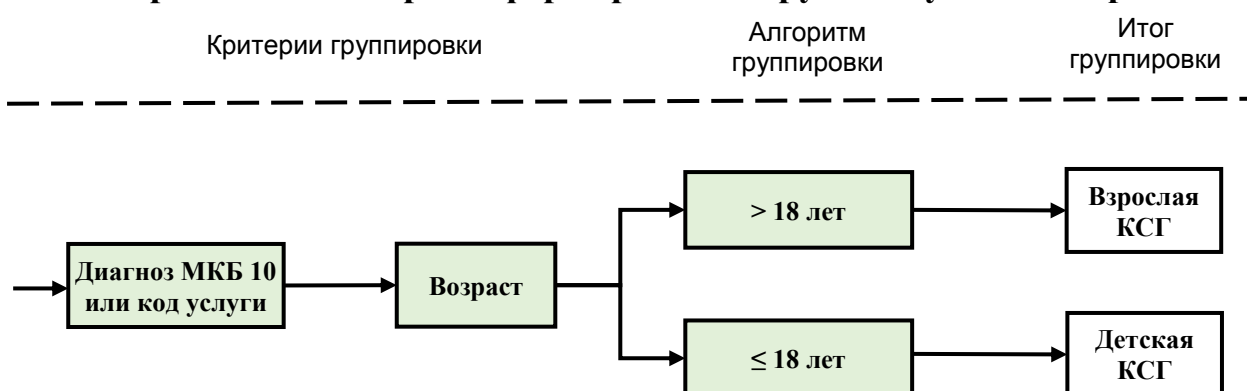 Критерии группировки
Алгоритм
группировки
Итог
группировки
Диагноз МКБ 10
или код услуги
Возраст
> 18 лет
Взрослая
КСГ
≤ 18 лет
Детская
КСГ